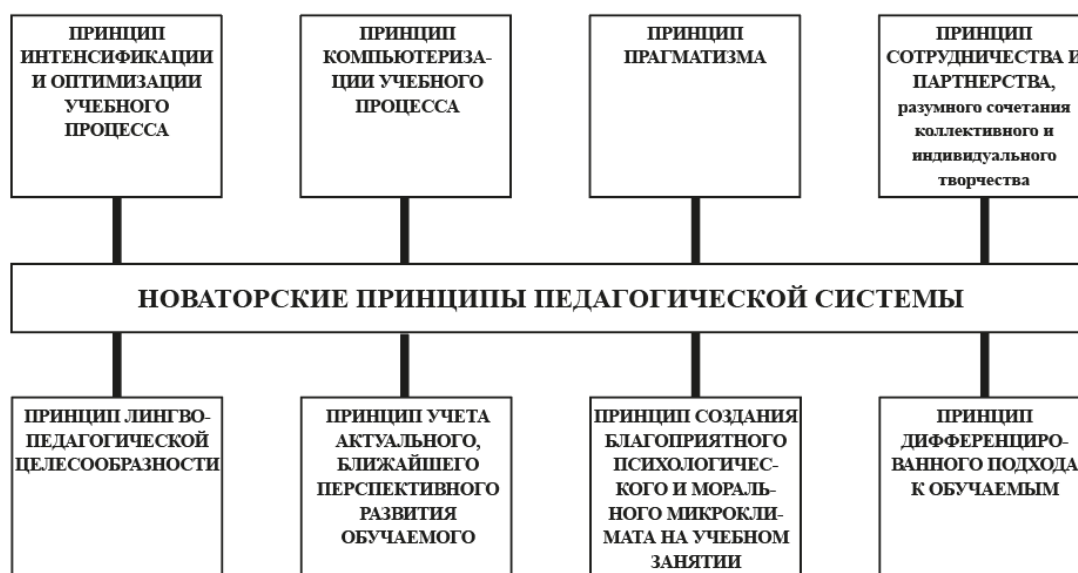 ПРИНЦИП
ИНТЕНСИФИКАЦИИ
И ОПТИМИЗАЦИИ
УЧЕБНОГО
ПРОЦЕССА
ПРИНЦИП
КОМПЬЮТЕРИЗА-
ЦИИ УЧЕБНОГО
ПРОЦЕССА
ПРИНЦИП
ПРАГМАТИЗМА
ПРИНЦИП
СОТРУДНИЧЕСТВА И
ПАРТНЕРСТВА,
разумного сочетания
коллективного и
индивидуального
творчества
НОВАТОРСКИЕ ПРИНЦИПЫ ПЕДАГОГИЧЕСКОЙ СИСТЕМЫ
ПРИНЦИП ЛИНГВО-
ПЕДАГОГИЧЕСКОЙ
ЦЕЛЕСООБРАЗНОСТИ
ПРИНЦИП УЧЕТА
АКТУАЛЬНОГО,
БЛИЖАЙШЕГО
ПЕРСПЕКТИВНОГО
РАЗВИТИЯ
ОБУЧАЕМОГО
ПРИНЦИП СОЗДАНИЯ
БЛАГОПРИЯТНОГО
ПСИХОЛОГИЧЕС-
КОГО И МОРАЛЬ-
НОГО МИКРОКЛИ-
МАТА НА УЧЕБНОМ
ЗАНЯТИИ
ПРИНЦИП
ДИФФЕРЕНЦИРО-
ВАННОГО ПОДХОДА
К ОБУЧАЕМЫМ